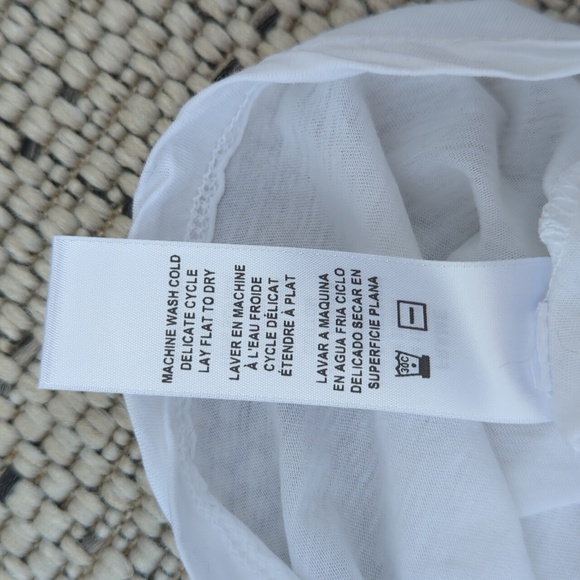 MACHINE WASH COLD
DELICATE CYCLE
LAY FLAT TO DRY
LAVER EN MACHINE
À L'EAU FROIDE
CYCLE DÉLICAT
ÉTENDRE À PLAT
LAVAR À MAQUINA
EN AGUA FRIA CICLO
DELICADO SECAR EN
SUPERFICIE PLANA
30C